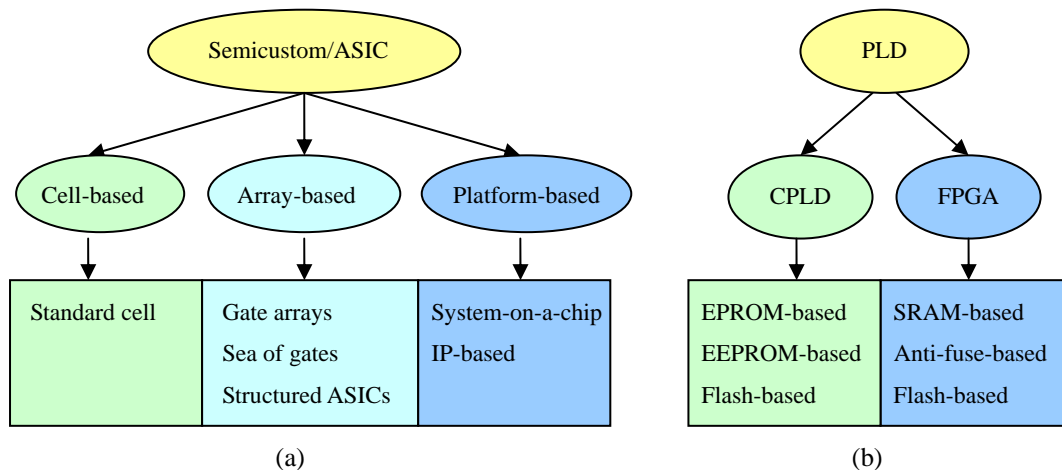 Semicustom/ASIC
Cell-based
Array-based
Platform-based
Standard cell
Gate arrays
Sea of gates
Structured ASICs
System-on-a-chip
IP-based
(a)
PLD
CPLD
FPGA
EPROM-based
EEPROM-based
Flash-based
SRAM-based
Anti-fuse-based
Flash-based
(b)